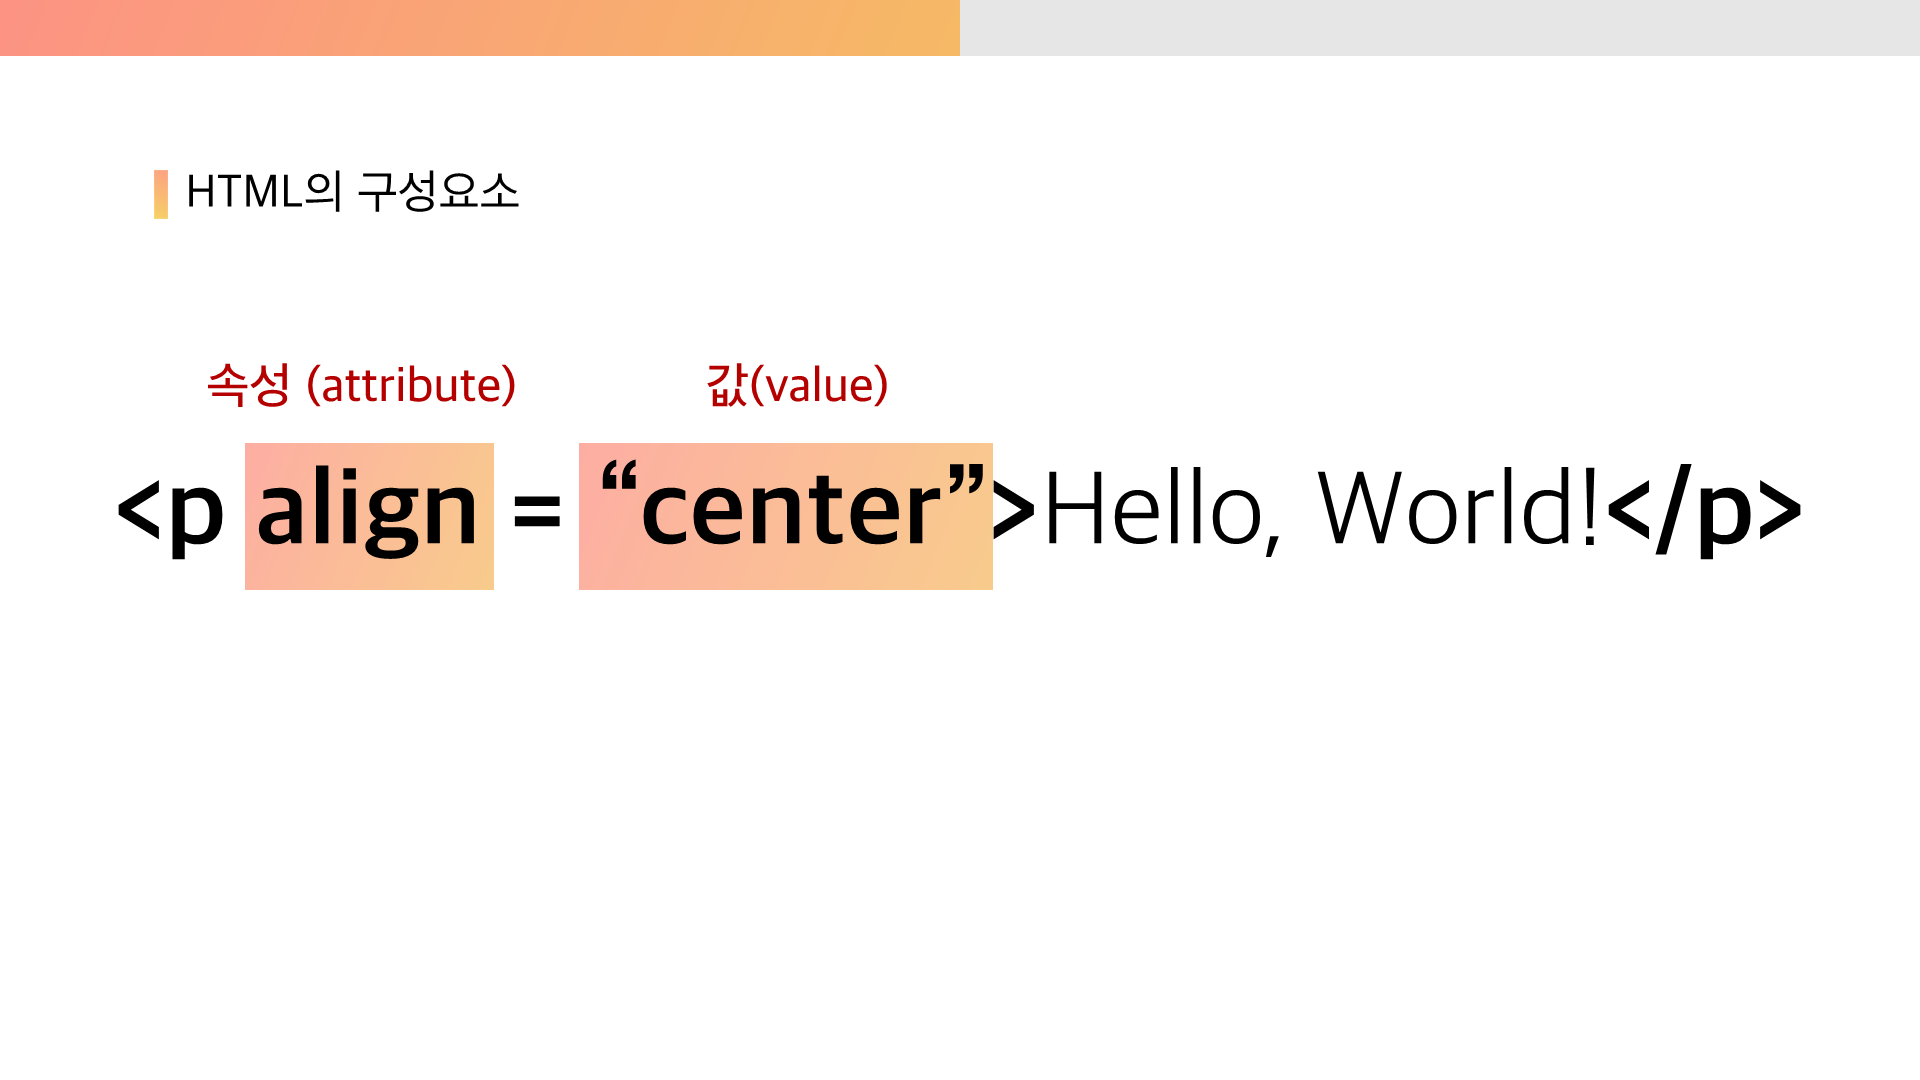 HTML의 구성요소
속성 (attribute) 값(value)
<p align = “center”>Hello, World!</p>